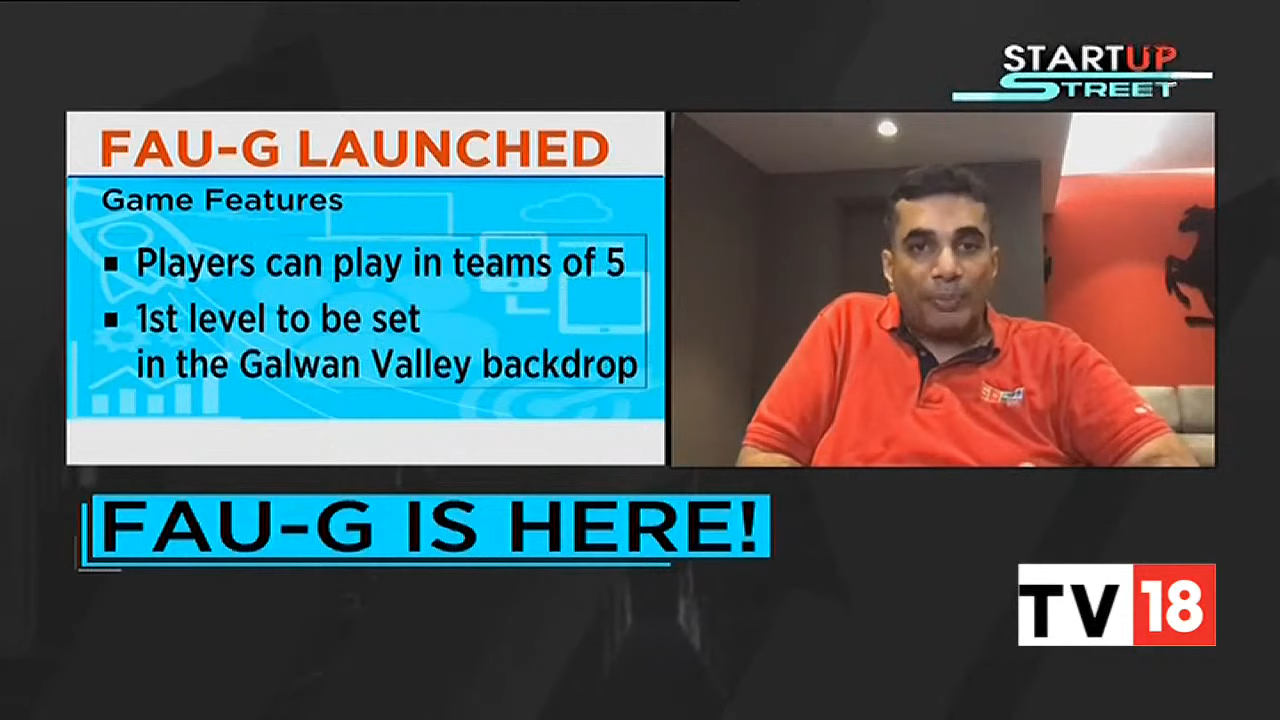 STARTUP
STREET
FAU-G LAUNCHED
Game Features
▪ Players can play in teams of 5
▪ 1st level to be set
in the Galwan Valley backdrop
FAU-G IS HERE!
TV18